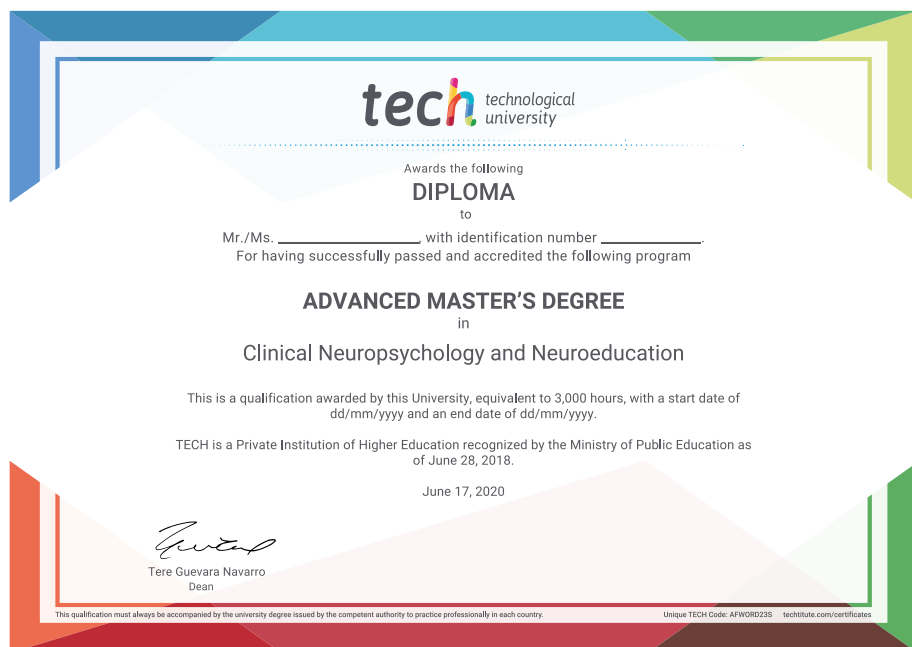 tech technological
university
Awards the following
DIPLOMA
to
Mr./Ms. _________________, with identification number ____________.
For having successfully passed and accredited the following program
ADVANCED MASTER'S DEGREE
in
Clinical Neuropsychology and Neuroeducation
This is a qualification awarded by this University, equivalent to 3,000 hours, with a start date of
dd/mm/yyyy and an end date of dd/mm/yyyy.
TECH is a Private Institution of Higher Education recognized by the Ministry of Public Education as
of June 28, 2018.
June 17, 2020
Tere Guevara Navarro
Dean
This qualification must always be accompanied by the university degree issued by the competent authority to practice professionally in each country. Unique TECH Code: AFWORD23S techtitute.com/certificates